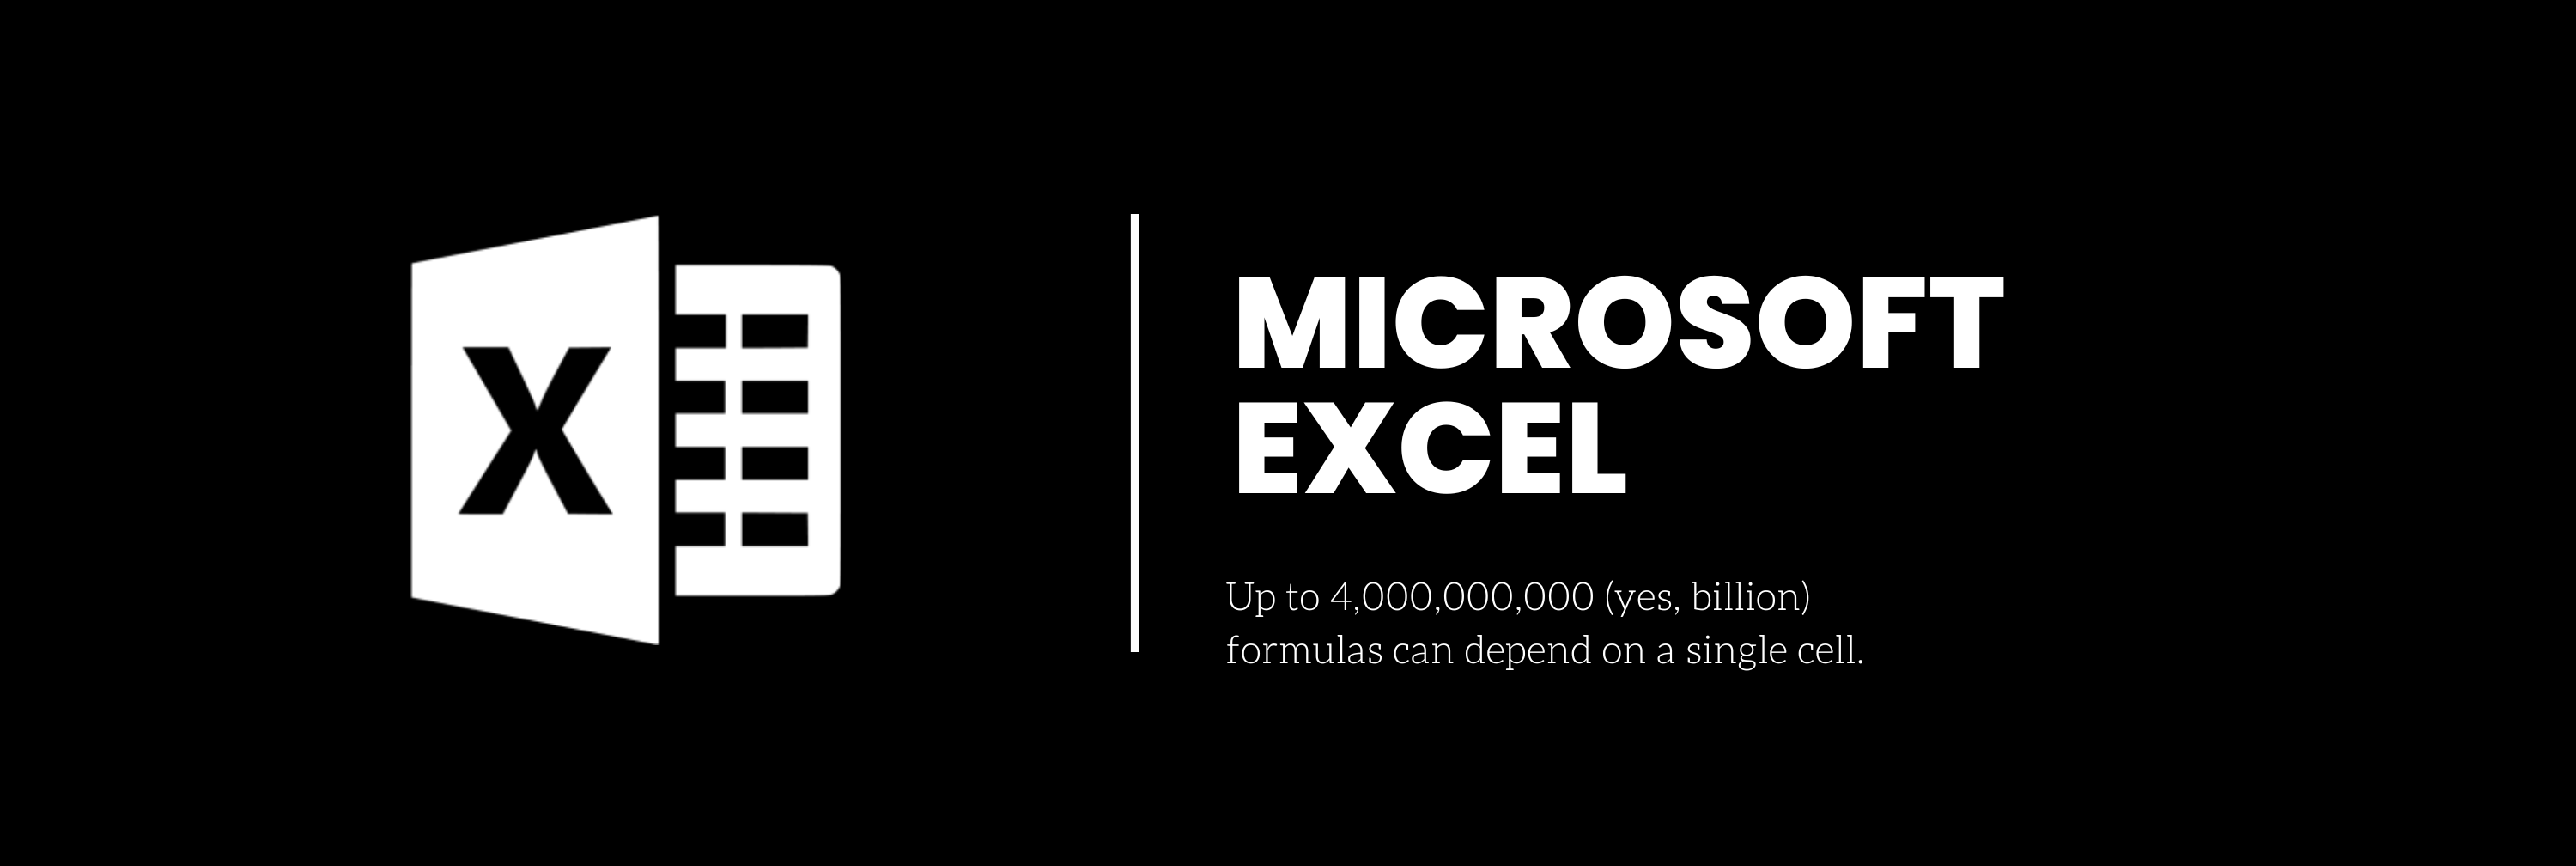 X
MICROSOFT
EXCEL
Up to 4,000,000,000 (yes, billion)
formulas can depend on a single cell.